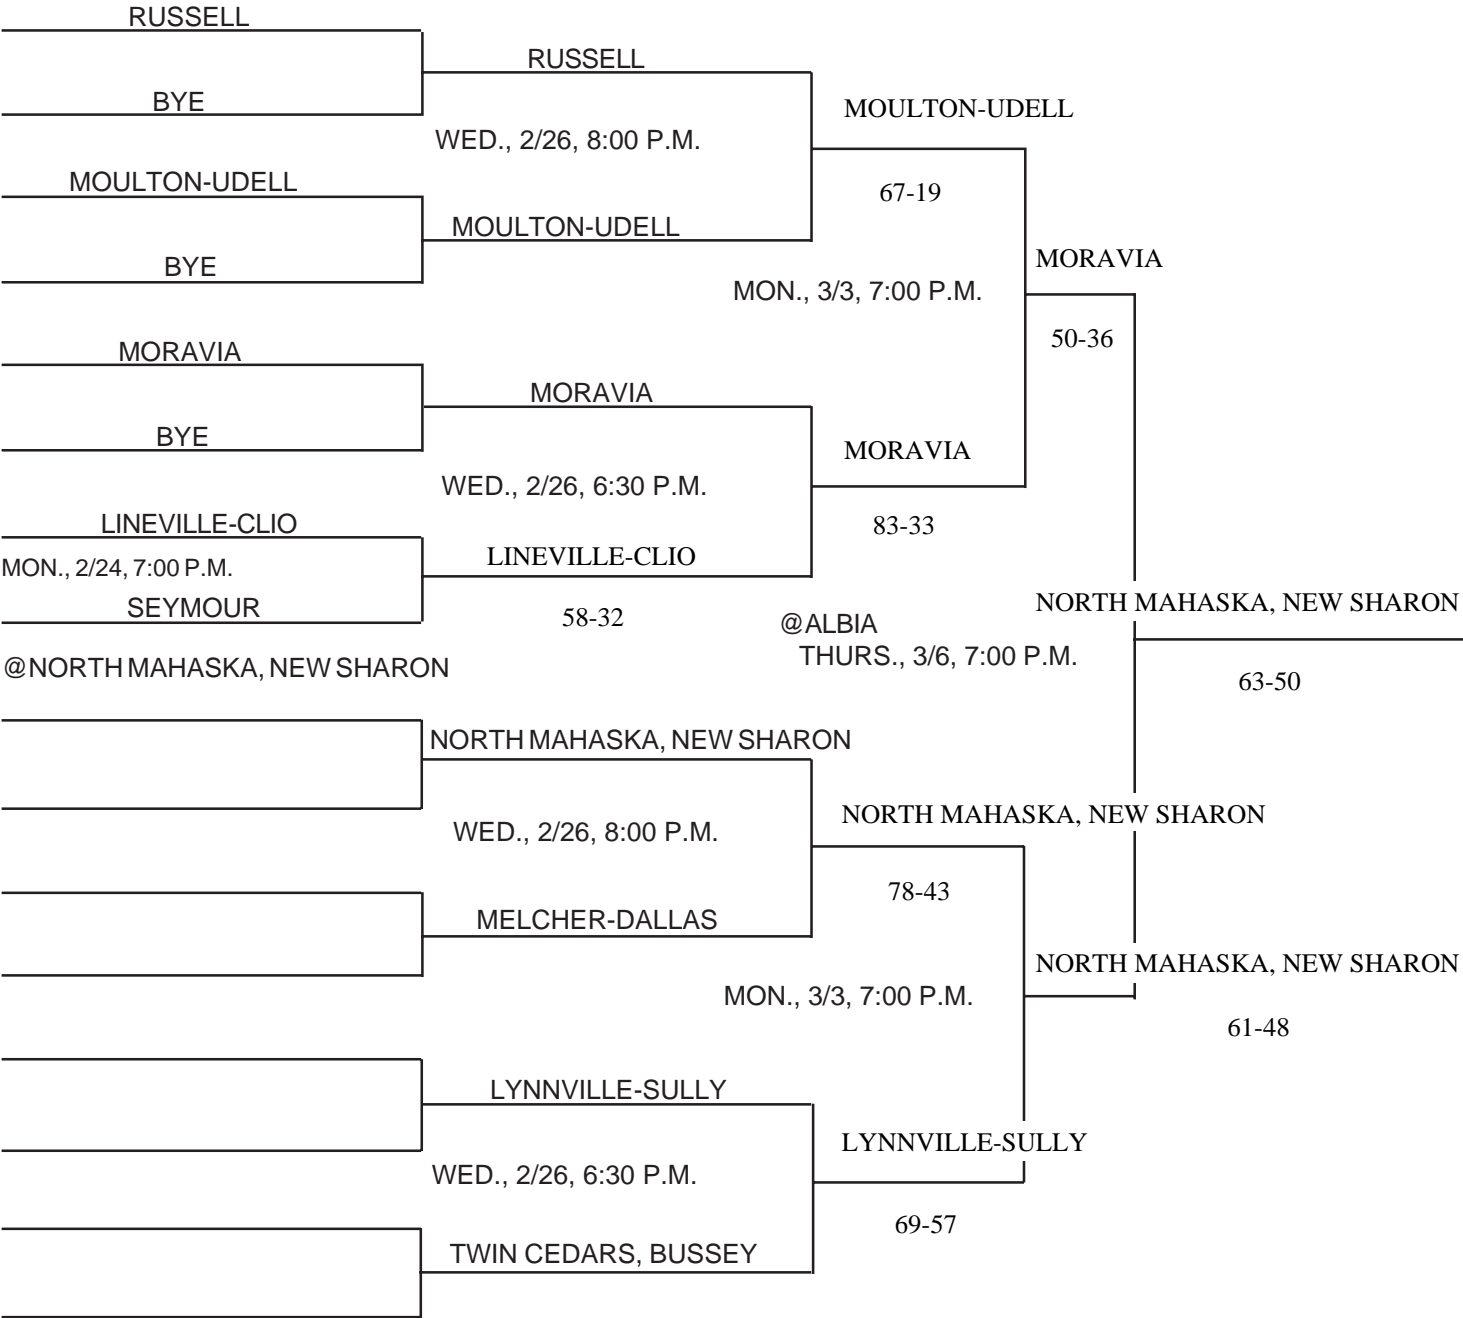 RUSSELL
RUSSELL
BYE
MOULTON-UDELL
WED., 2/26, 8:00 P.M.
MOULTON-UDELL
67-19
MOULTON-UDELL
BYE
MORAVIA
MON., 3/3, 7:00 P.M.
50-36
MORAVIA
MORAVIA
BYE
MORAVIA
WED., 2/26, 6:30 P.M.
83-33
LINEVILLE-CLIO
LINEVILLE-CLIO
MON., 2/24, 7:00 P.M.
SEYMOUR
58-32
NORTH MAHASKA, NEW SHARON
@ALBIA
THURS., 3/6, 7:00 P.M.
@NORTH MAHASKA, NEW SHARON
63-50
NORTH MAHASKA, NEW SHARON
NORTH MAHASKA, NEW SHARON
WED., 2/26, 8:00 P.M.
78-43
MELCHER-DALLAS
NORTH MAHASKA, NEW SHARON
MON., 3/3, 7:00 P.M.
61-48
LYNNVILLE-SULLY
LYNNVILLE-SULLY
WED., 2/26, 6:30 P.M.
69-57
TWIN CEDARS, BUSSEY